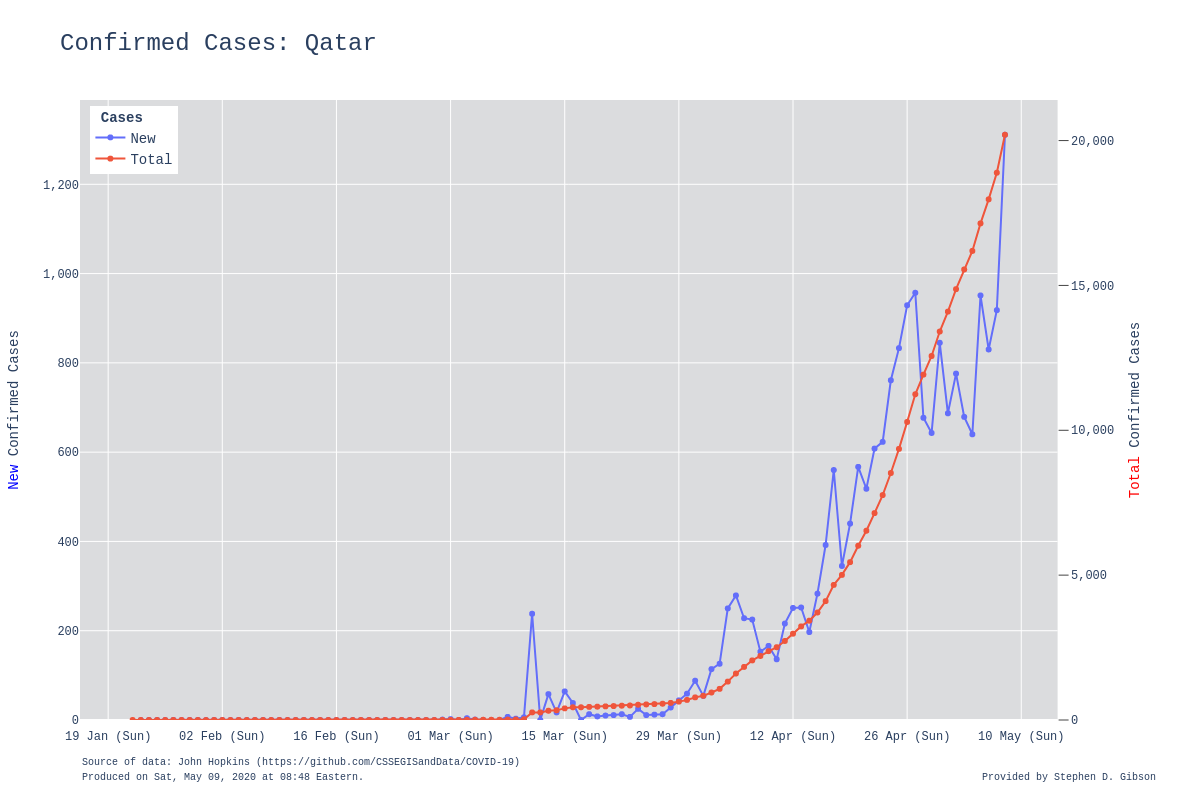 Confirmed Cases: Qatar
Cases
New
Total
1,200
1,000
800
600
400
200
0
20,000
15,000
10,000
5,000
0
New Confirmed Cases
Total Confirmed Cases
19 Jan (Sun) 02 Feb (Sun) 16 Feb (Sun) 01 Mar (Sun) 15 Mar (Sun) 29 Mar (Sun) 12 Apr (Sun) 26 Apr (Sun) 10 May (Sun)
Source of data: John Hopkins (https://github.com/CSSEGISandData/COVID-19)
Produced on Sat, May 09, 2020 at 08:48 Eastern.
Provided by Stephen D. Gibson